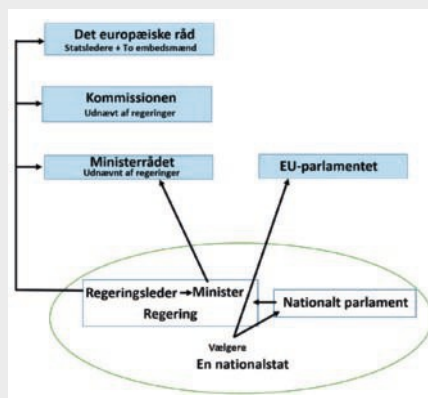 Det europæiske råd
Statsledere + To embedsmænd
Kommissionen
Udnævt af regeringer
Ministerrådet
Udnævnt af regeringer
EU-parlamentet
Regeringsleder
Minister
Regering
Nationalt parlament
Vælgere
En nationalstat